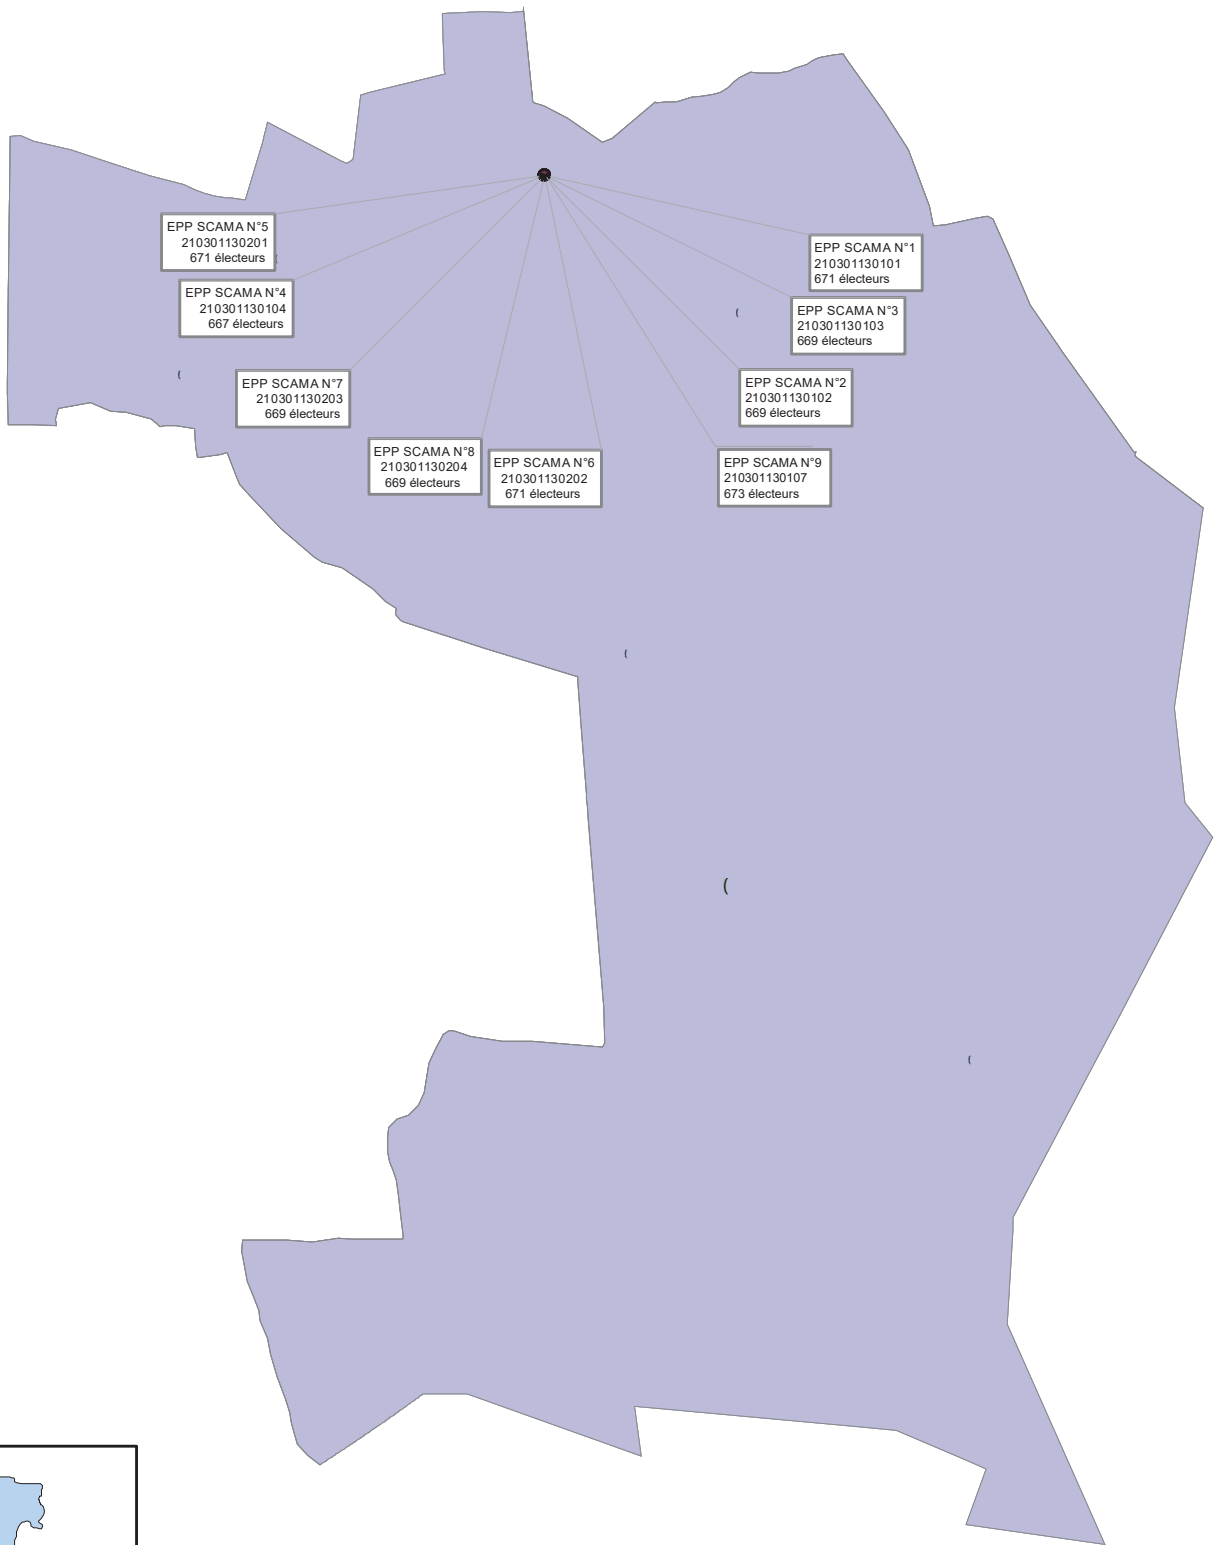 EPP SCAMA N°5
210301130201
671 électeurs
EPP SCAMA N°1
210301130101
671 électeurs
EPP SCAMA N°4
210301130104
667 électeurs
EPP SCAMA N°3
210301130103
669 électeurs
EPP SCAMA N°7
210301130203
669 électeurs
EPP SCAMA N°2
210301130102
669 électeurs
EPP SCAMA N°8
210301130204
669 électeurs
EPP SCAMA N°6
210301130202
671 électeurs
EPP SCAMA N°9
210301130107
673 électeurs